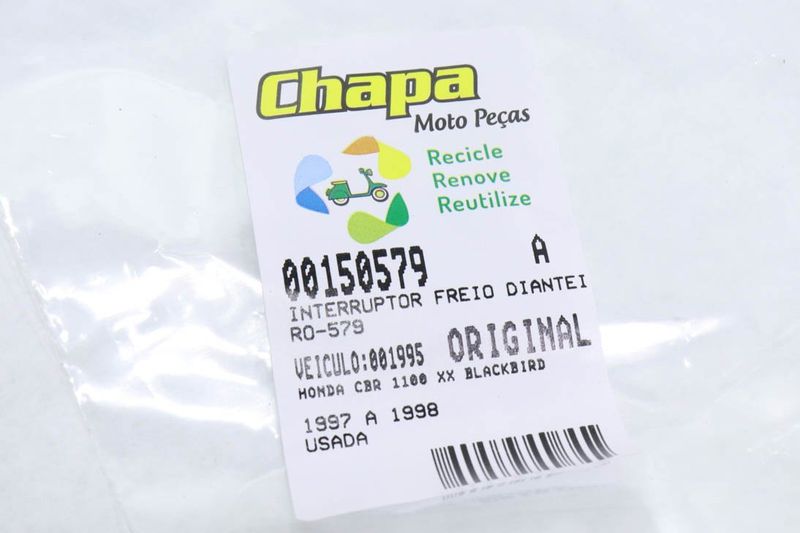 Chapa
Moto Peças
Recicle
Renove
Reutilize
00150579 A
INTERRUPTOR FREIO DIANTEI
RO-579
VEICULO:001995 ORIGINAL
HONDA CBR 1100 XX BLACKBIRD
1997 A 1998
USADA